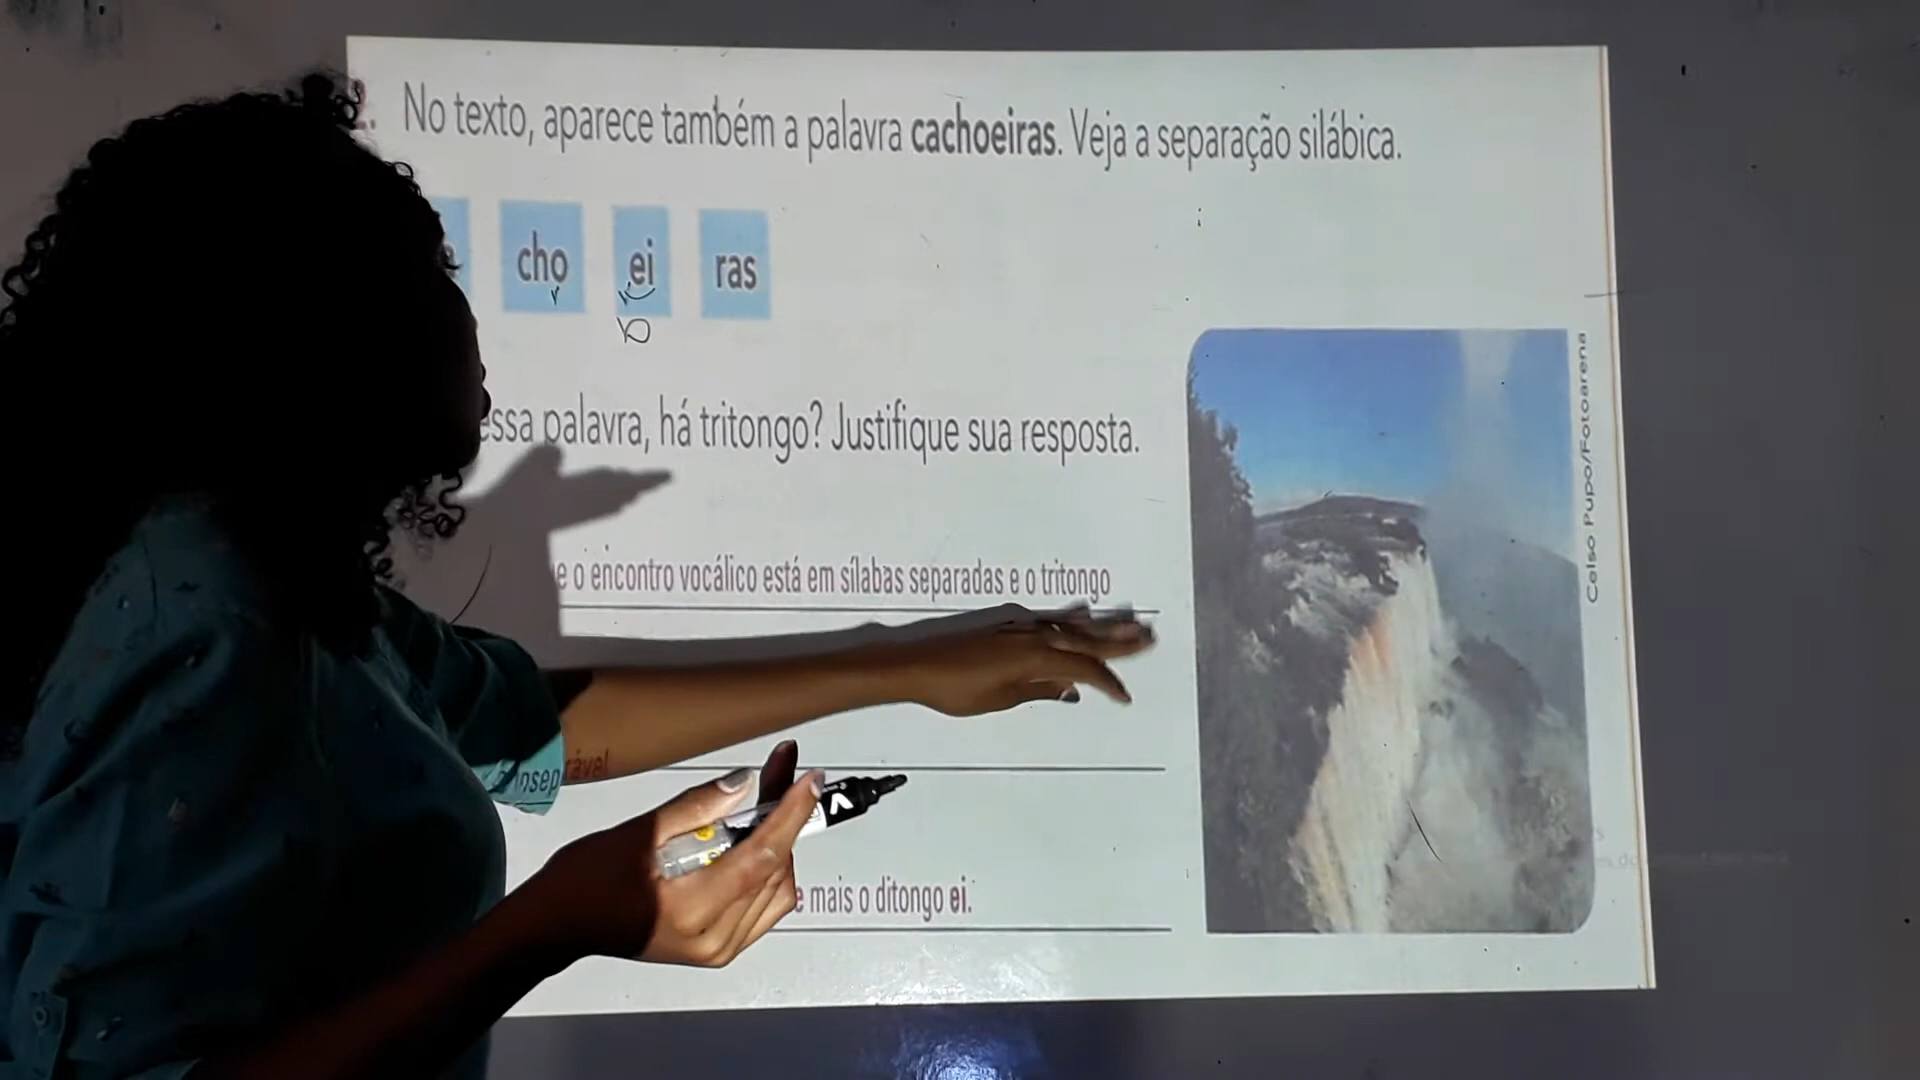 No texto, aparece também a palavra cachoeiras. Veja a separação silábica.
cho ei ras
essa palavra, há tritongo? Justifique sua resposta.
e o encontro vocálico está em sílabas separadas e o tritongo
insep rável
e mais o ditongo ei.
Celso Pupo/Fotoarena